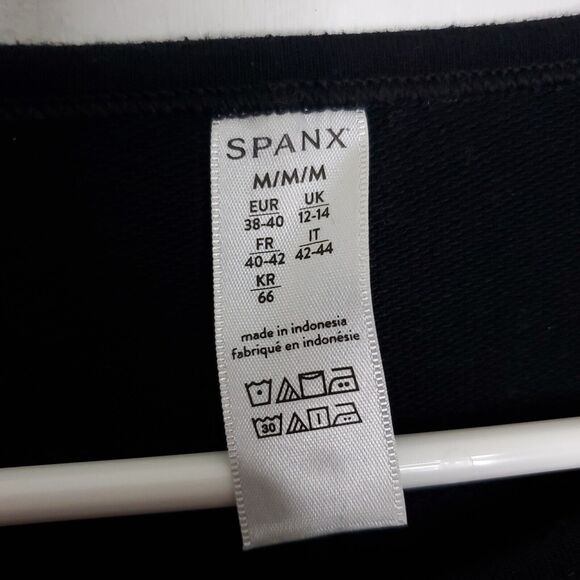 SPANX
M/M/M
EUR UK
38-40 12-14
FR IT
40-42 42-44
KR
66
made in indonesia
fabriqué en indonésie
30